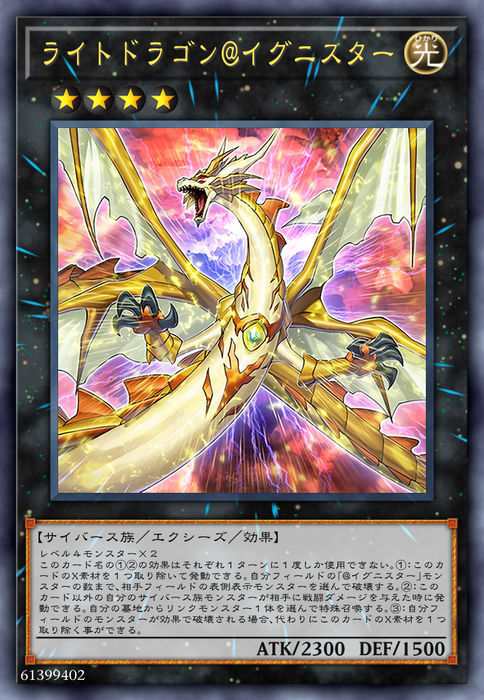 ライトドラゴン@イグニスター
光
ひかり
【サイバース族/エクシーズ/効果】
レベル4モンスター×2
このカード名の①②の効果はそれぞれ1ターンに1度しか使用できない。①:このカ
ードのX素材を1つ取り除いて発動できる。自分フィールドの「@イグニスター」モン
スターの数まで、相手フィールドの表側表示モンスターを選んで破壊する。②:この
カード以外の自分のサイバース族モンスターが相手に戦闘ダメージを与えた時に発
動できる。自分の墓地からリンクモンスター1体を選んで特殊召喚する。③:自分フ
ィールドのモンスターが効果で破壊される場合、代わりにこのカードのX素材を1つ
取り除く事ができる。
ATK/2300 DEF/1500
61399402